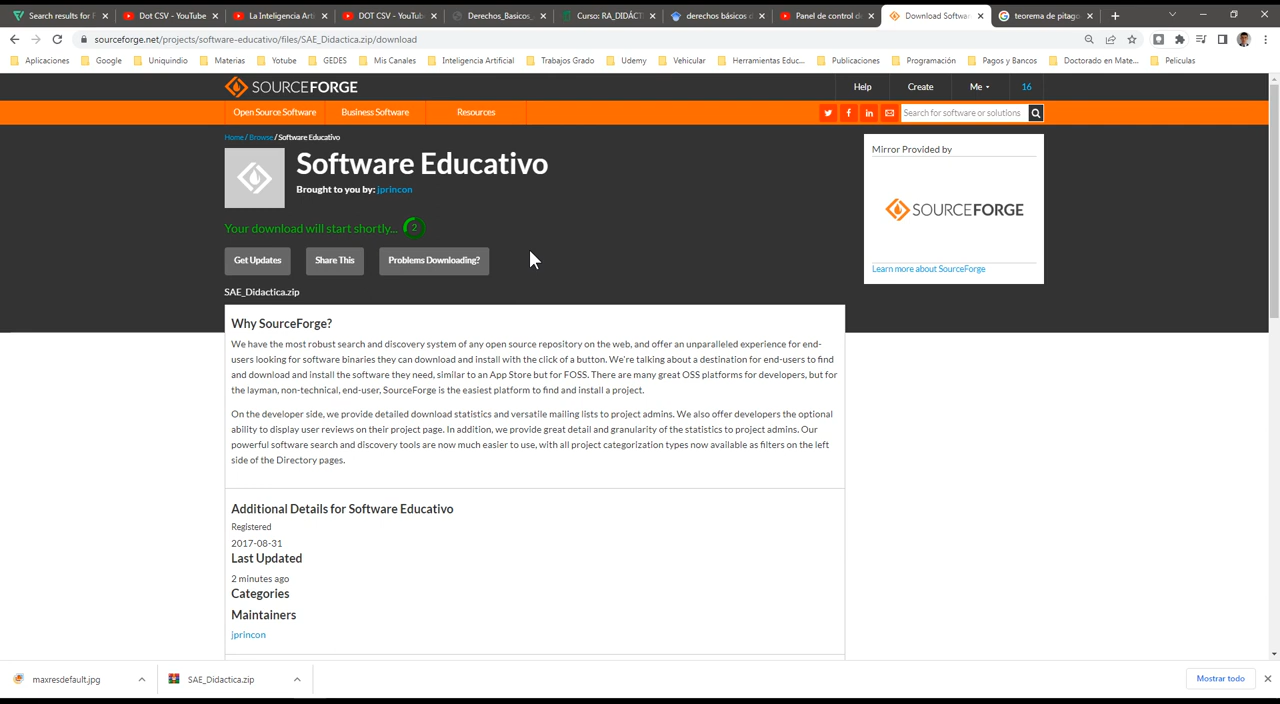 Search results for F
Dot CSV - YouTube
La Inteligencia Arti
DOT CSV - YouTube
Derechos_Basicos_
Curso: RA_DIDÁCT
derechos básicos d
Panel de control de
Download Softwar
teorema de pitago
sourceforge.net/projects/software-educativo/files/SAE_Didactica.zip/download
Aplicaciones
Google
Uniquindio
Materias
Yotube
GEDES
Mis Canales
Inteligencia Artificial
Trabajos Grado
Udemy
Vehicular
Herramientas Educ...
Publicaciones
Programación
Pagos y Bancos
Doctorado en Mate...
Peliculas
SOURCEFORGE
Help
Create
Me
16
Open Source Software
Business Software
Resources
Search for software or solutions
Home / Browse / Software Educativo
Software Educativo
Brought to you by: jprincon
Your download will start shortly... 2
Get Updates
Share This
Problems Downloading?
SAE_Didactica.zip
Mirror Provided by
SOURCEFORGE
Learn more about SourceForge
Why SourceForge?
We have the most robust search and discovery system of any open source repository on the web, and offer an unparalleled experience for end-
users looking for software binaries they can download and install with the click of a button. We're talking about a destination for end-users to find
and download and install the software they need, similar to an App Store but for FOSS. There are many great OSS platforms for developers, but for
the layman, non-technical, end-user, SourceForge is the easiest platform to find and install a project.
On the developer side, we provide detailed download statistics and versatile mailing lists to project admins. We also offer developers the optional
ability to display user reviews on their project page. In addition, we provide great detail and granularity of the statistics to project admins. Our
powerful software search and discovery tools are now much easier to use, with all project categorization types now available as filters on the left
side of the Directory pages.
Additional Details for Software Educativo
Registered
2017-08-31
Last Updated
2 minutes ago
Categories
Maintainers
jprincon
maxresdefault.jpg
SAE_Didactica.zip
Mostrar todo